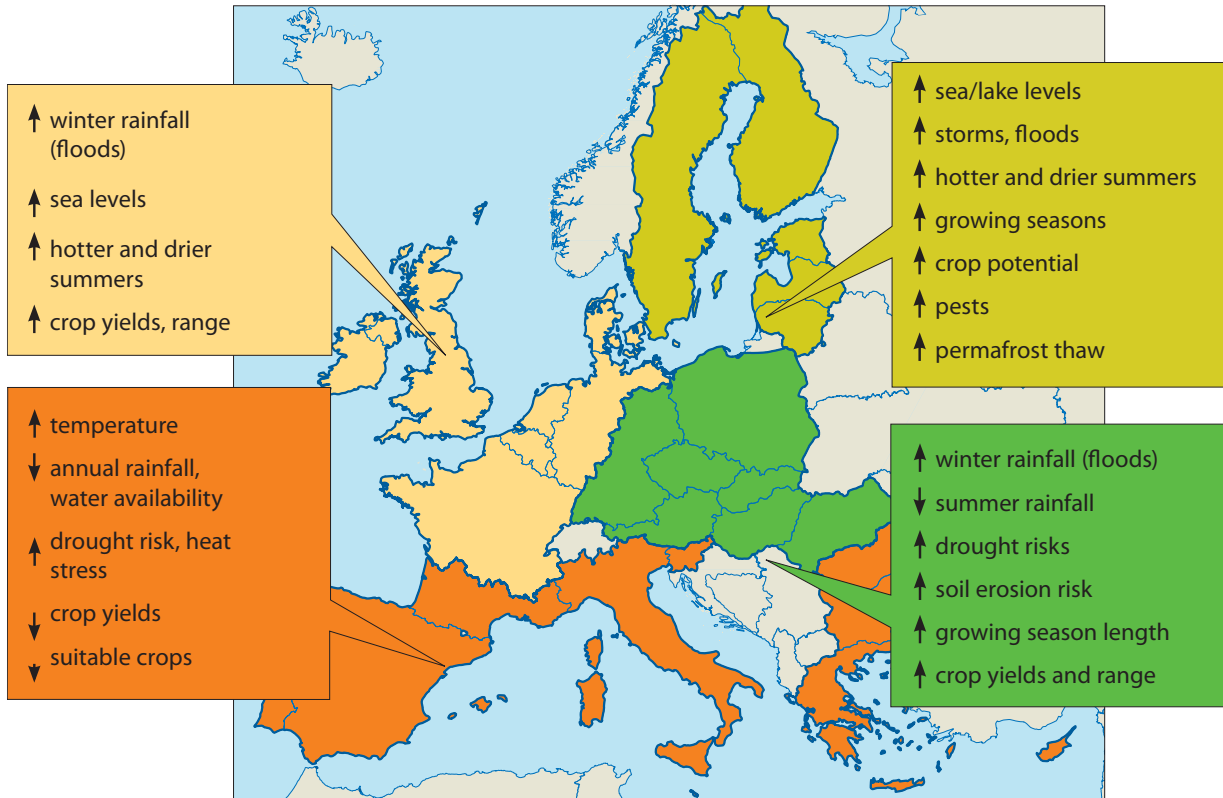 winter rainfall
(floods)
sea levels
hotter and drier
summers
crop yields, range
sea/lake levels
storms, floods
hotter and drier summers
growing seasons
crop potential
pests
permafrost thaw
temperature
annual rainfall,
water availability
drought risk, heat
stress
crop yields
suitable crops
winter rainfall (floods)
summer rainfall
drought risks
soil erosion risk
growing season length
crop yields and range